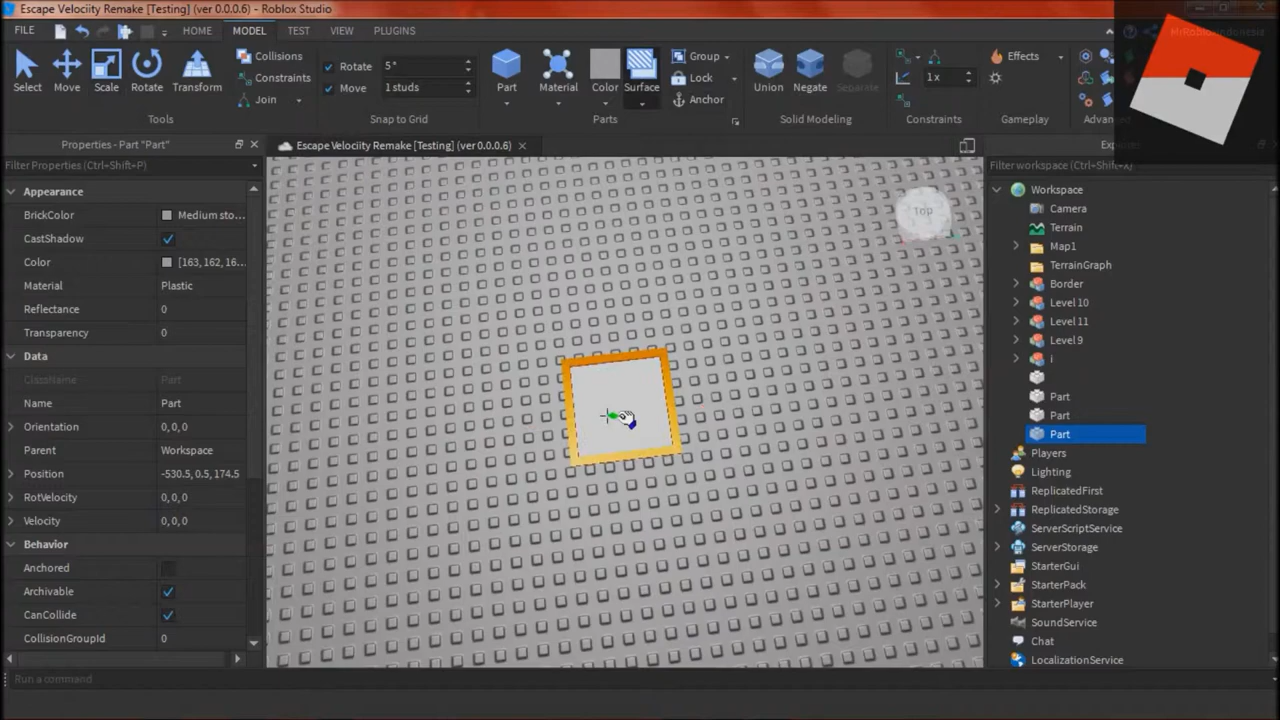 Escape Velociity Remake [Testing] (ver 0.0.0.6) - Roblox Studio
FILE HOME MODEL TEST VIEW PLUGINS
Select Move Scale Rotate Transform
Collisions
Constraints
Join
Tools
Rotate 5°
Move 1 studs
Snap to Grid
Part Material Color Surface
Group
Lock
Anchor
Parts
Union Negate Separate
Solid Modeling
1x
Constraints
Effects
Gameplay
Properties - Part "Part"
Filter Properties (Ctrl+Shift+P)
Appearance
BrickColor Medium sto...
CastShadow
Color [163, 162, 16...
Material Plastic
Reflectance 0
Transparency 0
Data
ClassName Part
Name Part
Orientation 0,0,0
Parent Workspace
Position -530.5, 0.5, 174.5
RotVelocity 0,0,0
Velocity 0,0,0
Behavior
Anchored
Archivable
CanCollide
CollisionGroupId 0
Escape Velociity Remake [Testing] (ver 0.0.0.6)
Top
Filter workspace (Ctrl+Shift+X)
Workspace
Camera
Terrain
Map1
TerrainGraph
Border
Level 10
Level 11
Level 9
i
Part
Part
Part
Players
Lighting
ReplicatedFirst
ReplicatedStorage
ServerScriptService
ServerStorage
StarterGui
StarterPack
StarterPlayer
SoundService
Chat
LocalizationService
Run a command